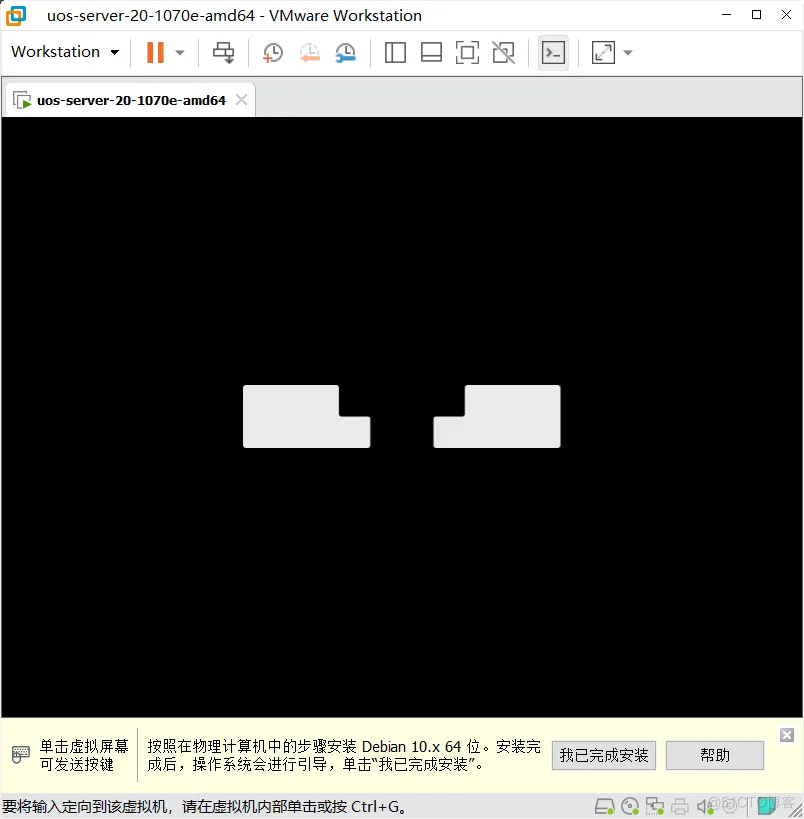 uos-server-20-1070e-amd64 - VMware Workstation
Workstation
uos-server-20-1070e-amd64
单击虚拟屏幕
可发送按键
按照在物理计算机中的步骤安装 Debian 10.x 64 位。安装完
成后，操作系统会进行引导，单击“我已完成安装”。
我已完成安装
帮助
要将输入定向到该虚拟机，请在虚拟机内部单击或按 Ctrl+G。
@51CTO博客